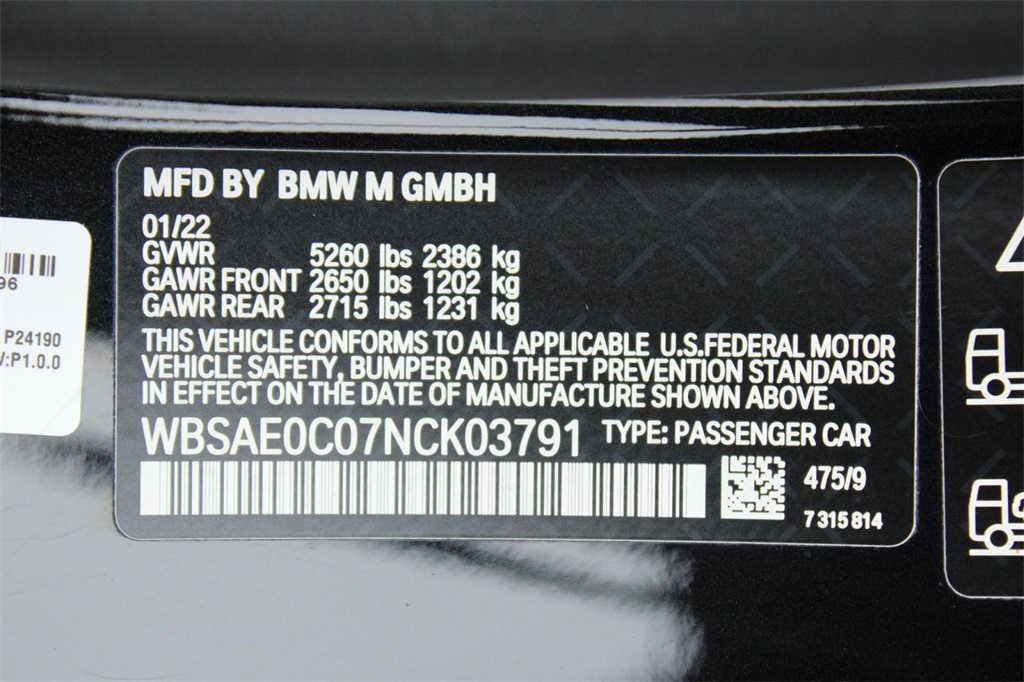 MFD BY BMW M GMBH
01/22
GVWR 5260 lbs 2386 kg
GAWR FRONT 2650 lbs 1202 kg
GAWR REAR 2715 lbs 1231 kg
THIS VEHICLE CONFORMS TO ALL APPLICABLE U.S.FEDERAL MOTOR
VEHICLE SAFETY, BUMPER AND THEFT PREVENTION STANDARDS
IN EFFECT ON THE DATE OF MANUFACTURE SHOWN ABOVE.
WBSAE0C07NCK03791 TYPE: PASSENGER CAR
475/9
7 315 814
96
P24190
V:P1.0.0